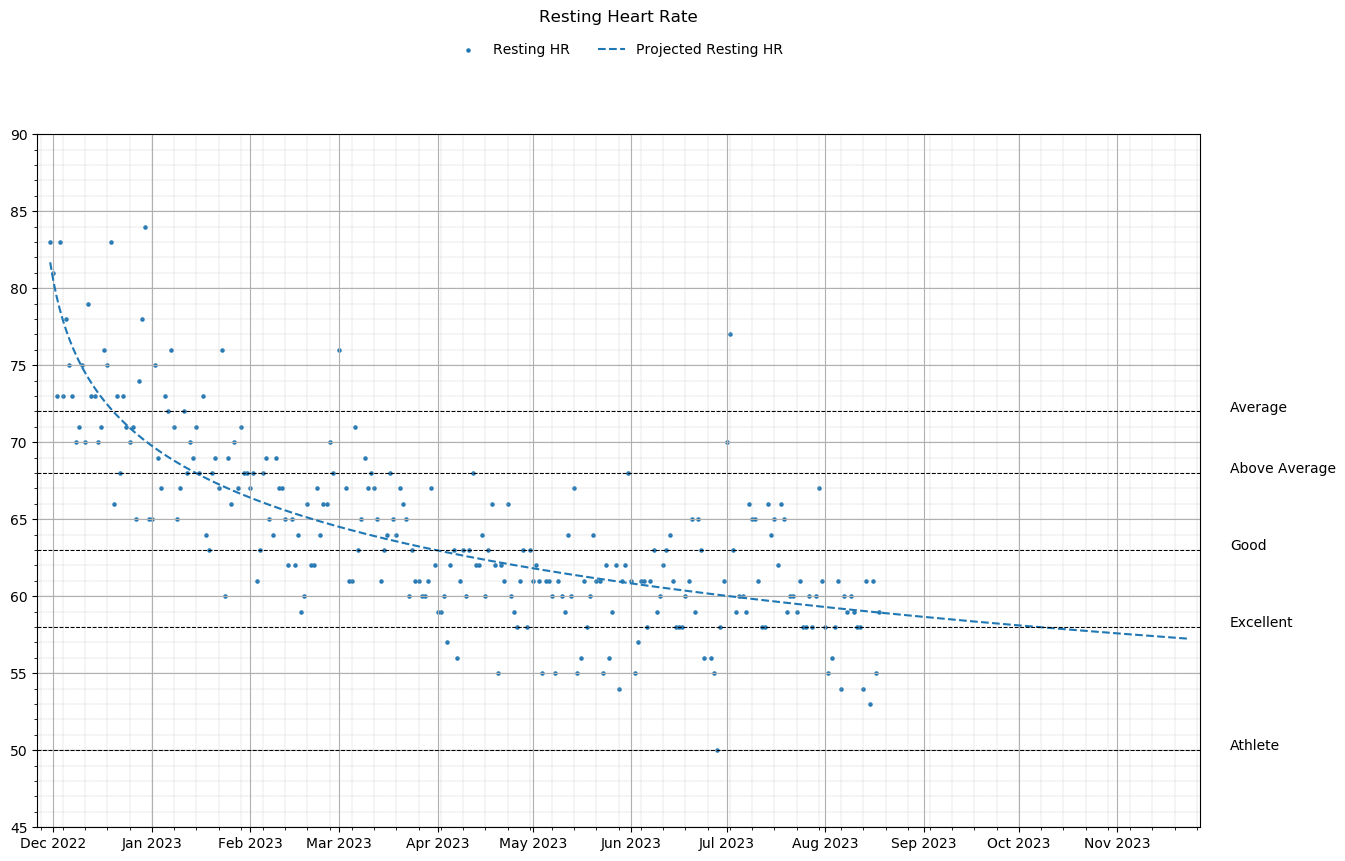 Resting Heart Rate
Resting HR Projected Resting HR
90
85
80
75
Average
70
Above Average
65
Good
60
Excellent
55
50 Athlete
45
Dec 2022 Jan 2023 Feb 2023 Mar 2023 Apr 2023 May 2023 Jun 2023 Jul 2023 Aug 2023 Sep 2023 Oct 2023 Nov 2023